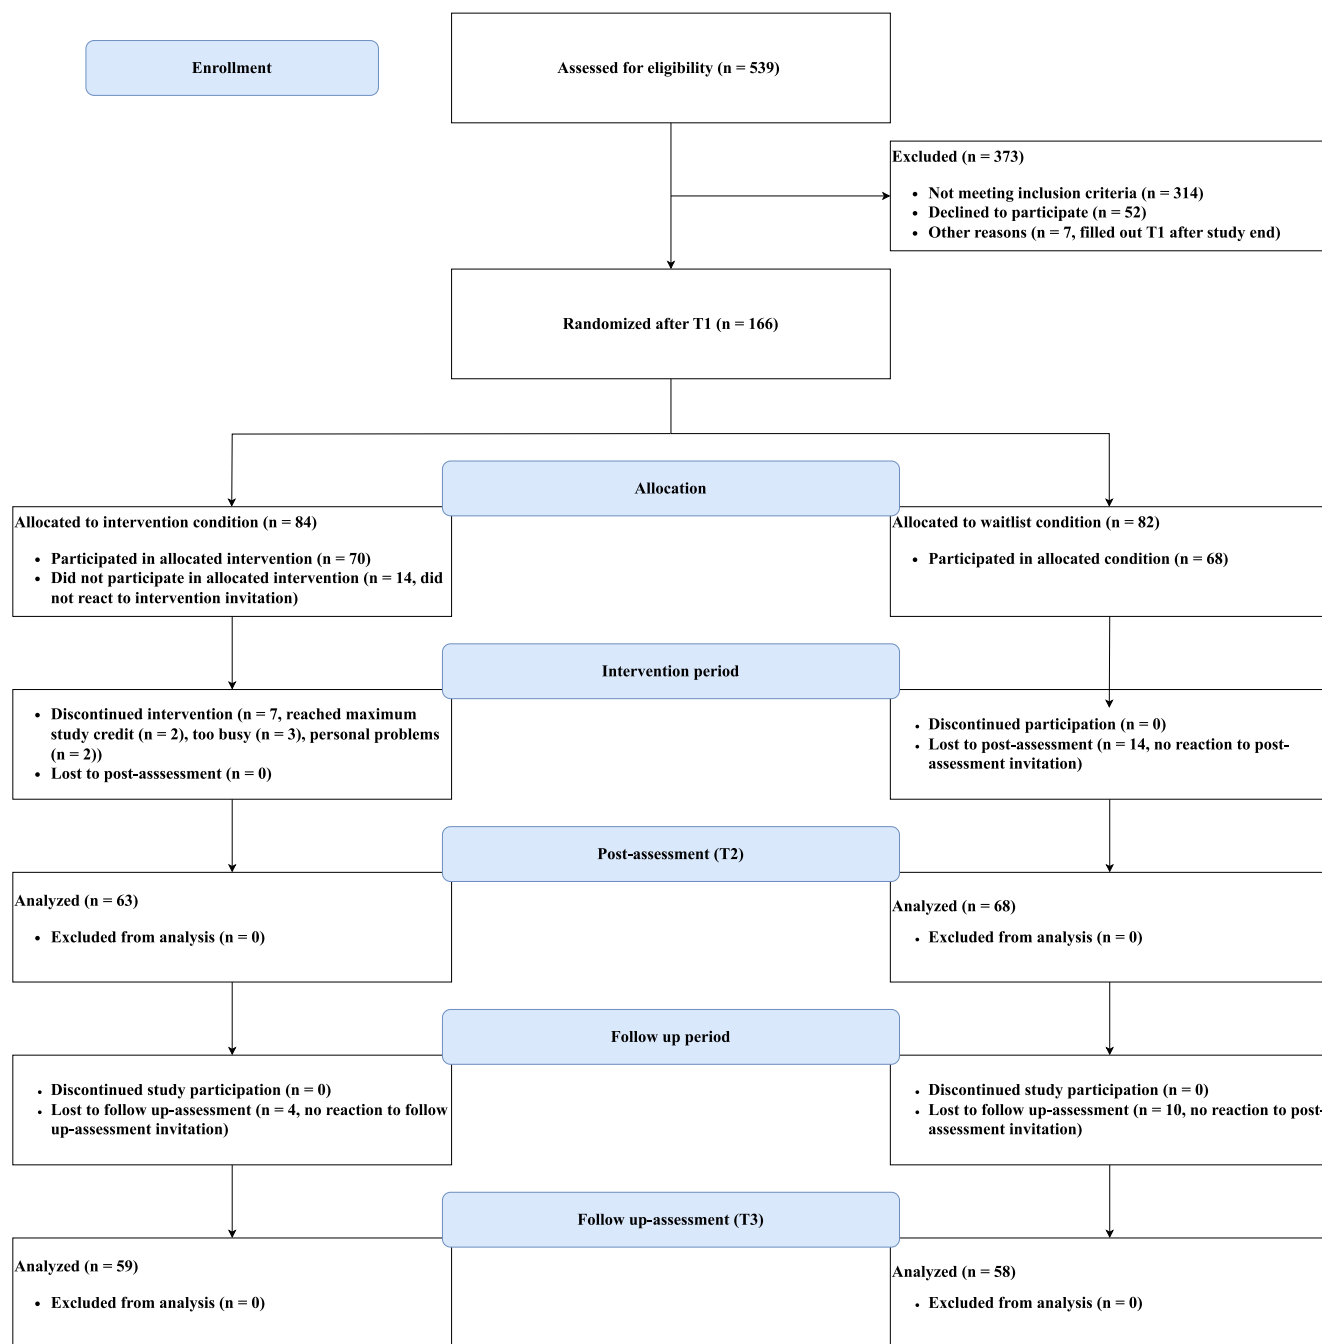 Enrollment
Assessed for eligibility (n = 539)
Excluded (n = 373)
• Not meeting inclusion criteria (n = 314)
• Declined to participate (n = 52)
• Other reasons (n = 7, filled out T1 after study end)
Randomized after T1 (n = 166)
Allocation
Allocated to intervention condition (n = 84)
• Participated in allocated intervention (n = 70)
• Did not participate in allocated intervention (n = 14, did
not react to intervention invitation)
Allocated to waitlist condition (n = 82)
• Participated in allocated condition (n = 68)
Intervention period
• Discontinued intervention (n = 7, reached maximum
study credit (n = 2), too busy (n = 3), personal problems
(n = 2))
• Lost to post-asssessment (n = 0)
• Discontinued participation (n = 0)
• Lost to post-assessment (n = 14, no reaction to post-
assessment invitation)
Post-assessment (T2)
Analyzed (n = 63)
• Excluded from analysis (n = 0)
Analyzed (n = 68)
• Excluded from analysis (n = 0)
Follow up period
• Discontinued study participation (n = 0)
• Lost to follow up-assessment (n = 4, no reaction to follow
up-assessment invitation)
• Discontinued study participation (n = 0)
• Lost to follow up-assessment (n = 10, no reaction to post-
assessment invitation)
Follow up-assessment (T3)
Analyzed (n = 59)
• Excluded from analysis (n = 0)
Analyzed (n = 58)
• Excluded from analysis (n = 0)